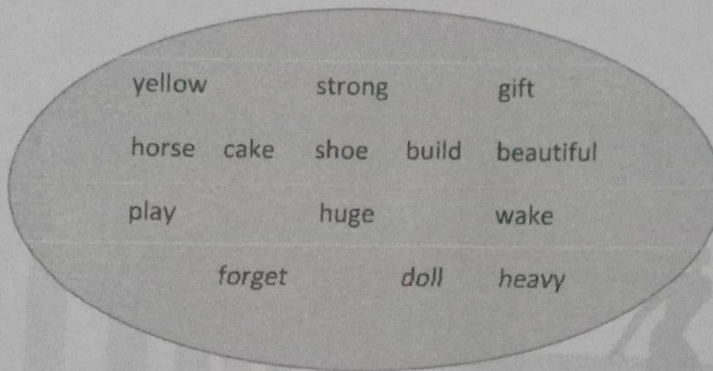 yellow strong gift
horse cake shoe build beautiful
play huge wake
forget doll heavy